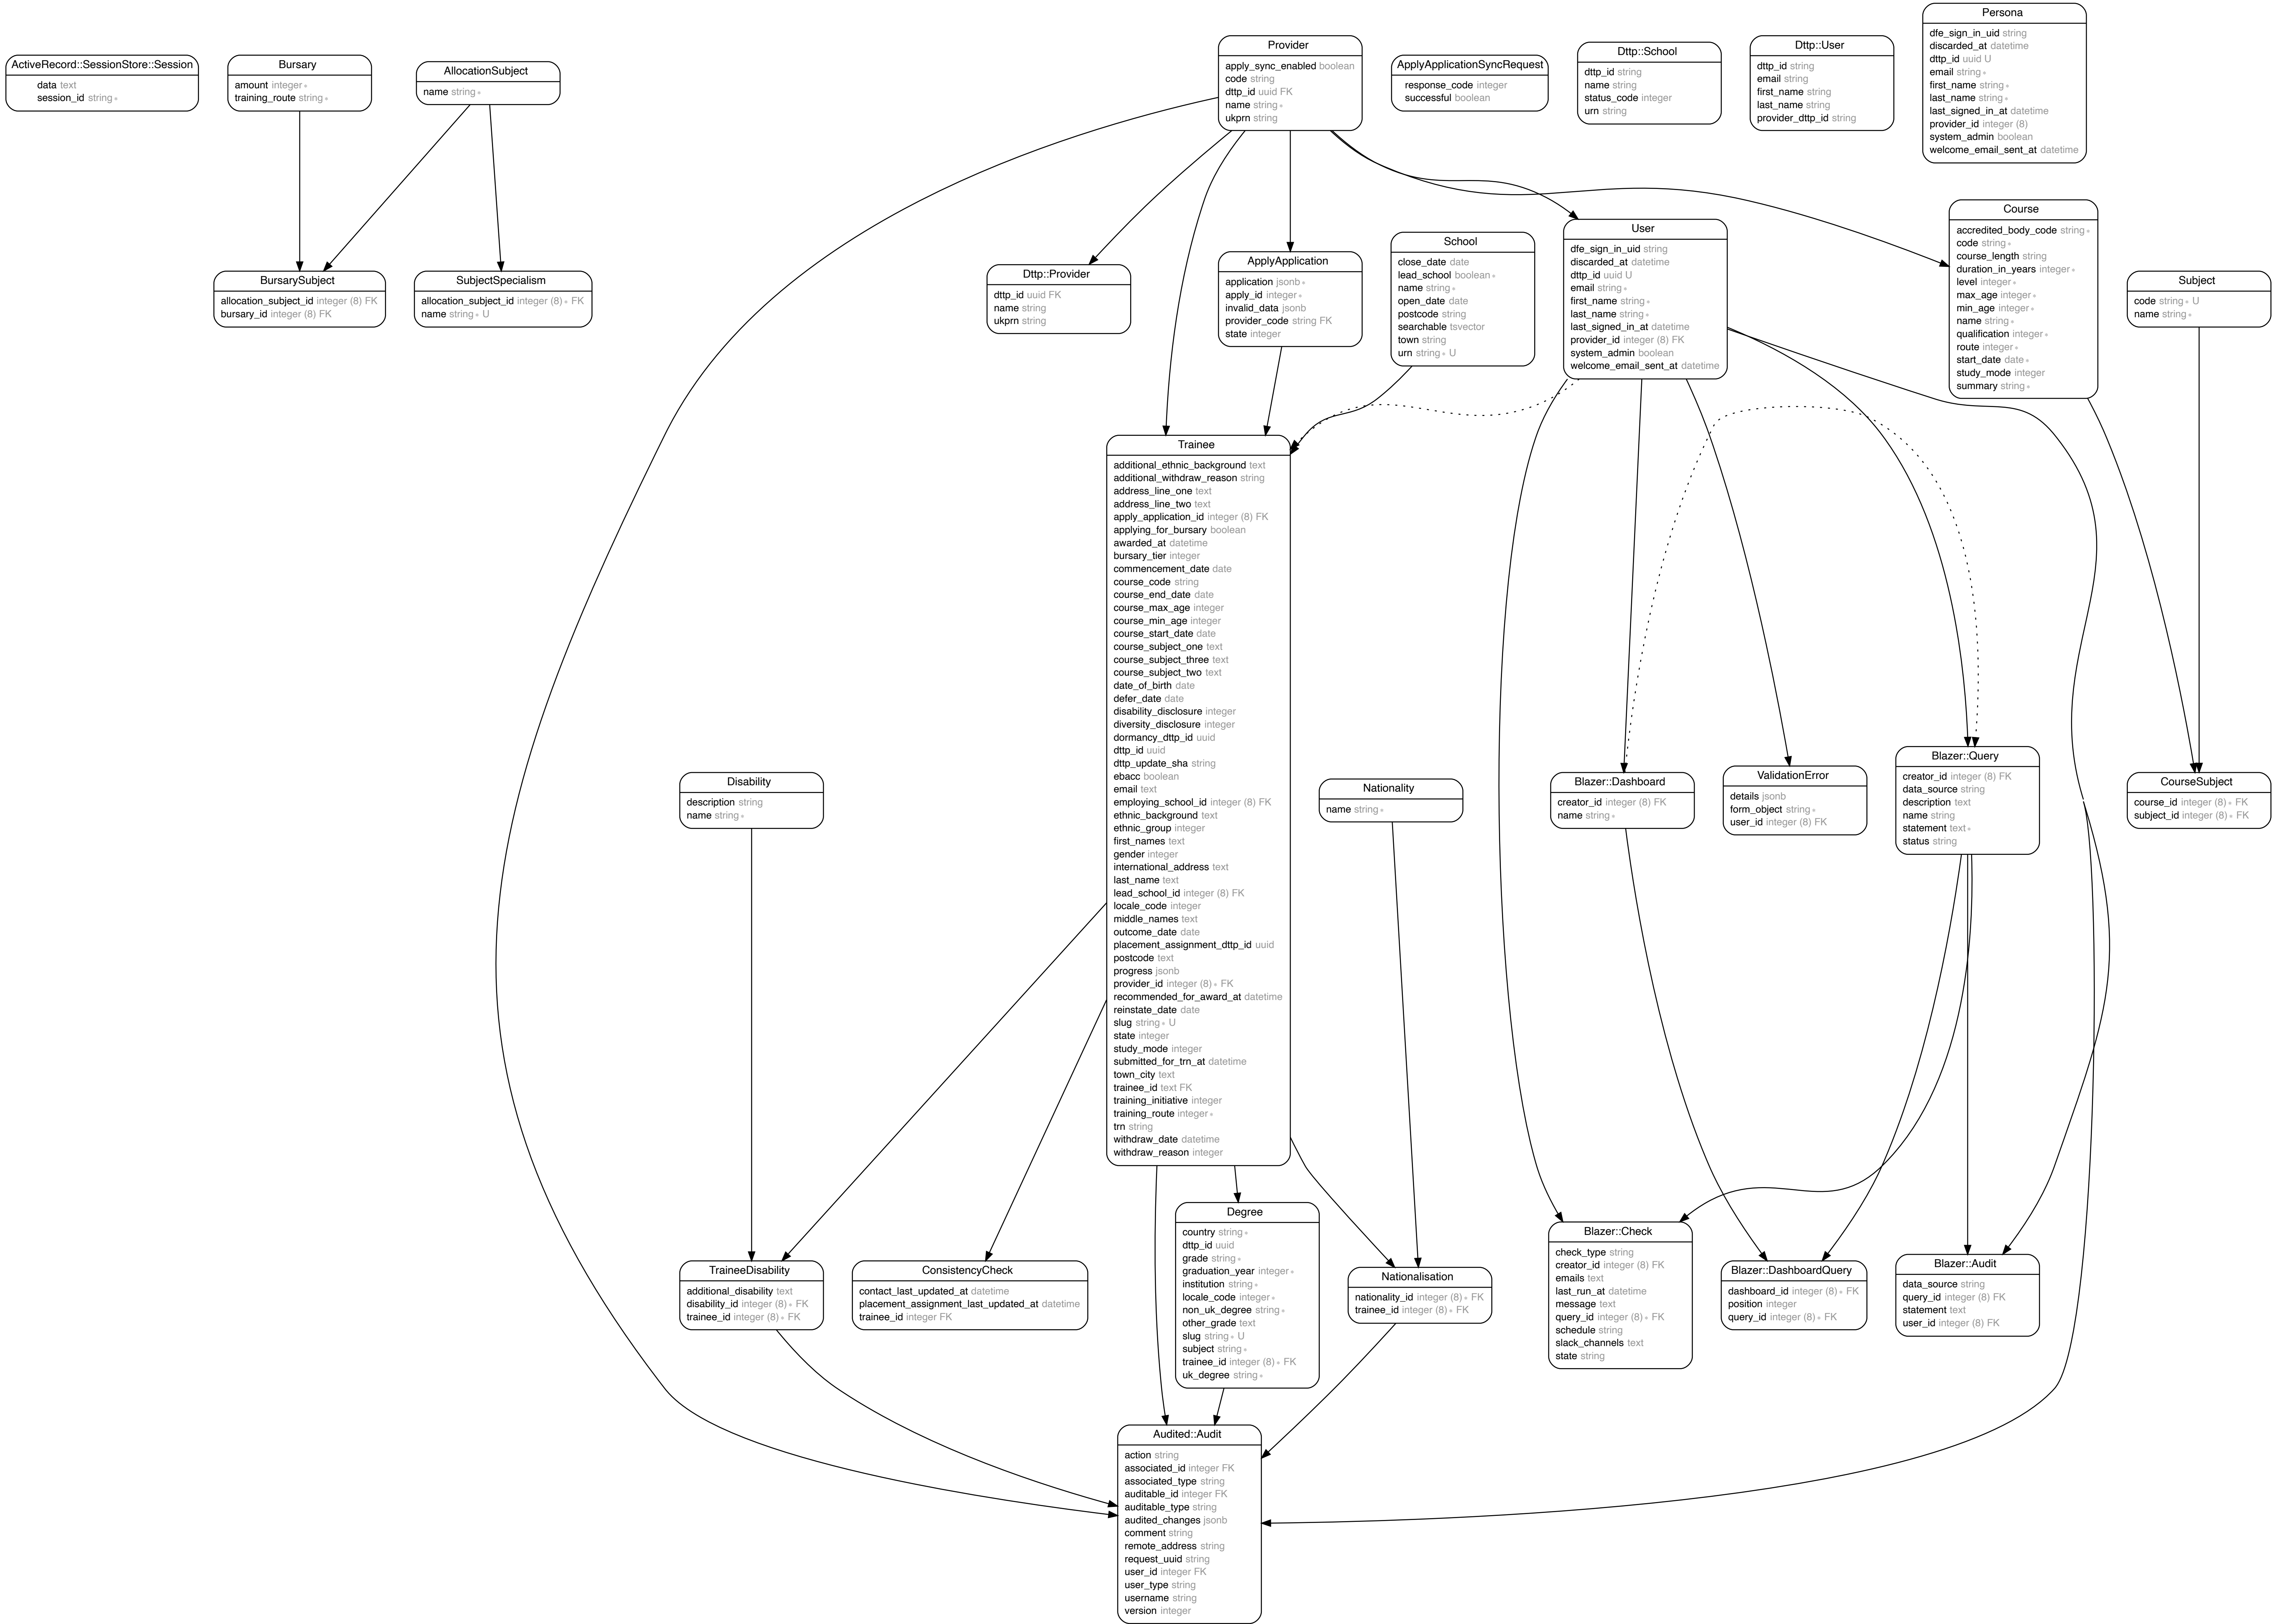 ActiveRecord::SessionStore::Session
data text
session_id string *
Bursary
amount integer *
training_route string *
AllocationSubject
name string *
Provider
apply_sync_enabled boolean
code string
dttp_id uuid FK
name string *
ukprn string
ApplyApplicationSyncRequest
response_code integer
successful boolean
Dttp::School
dttp_id string
name string
status_code integer
urn string
Dttp::User
dttp_id string
email string
first_name string
last_name string
provider_dttp_id string
Persona
dfe_sign_in_uid string
discarded_at datetime
dttp_id uuid U
email string *
first_name string *
last_name string *
last_signed_in_at datetime
provider_id integer (8)
system_admin boolean
welcome_email_sent_at datetime
BursarySubject
allocation_subject_id integer (8) FK
bursary_id integer (8) FK
SubjectSpecialism
allocation_subject_id integer (8) * FK
name string * U
Dttp::Provider
dttp_id uuid FK
name string
ukprn string
ApplyApplication
application jsonb *
apply_id integer *
invalid_data jsonb
provider_code string FK
state integer
School
close_date date
lead_school boolean *
name string *
open_date date
postcode string
searchable tsvector
town string
urn string * U
User
dfe_sign_in_uid string
discarded_at datetime
dttp_id uuid U
email string *
first_name string *
last_name string *
last_signed_in_at datetime
provider_id integer (8) FK
system_admin boolean
welcome_email_sent_at datetime
Course
accredited_body_code string *
code string *
course_length string
duration_in_years integer *
level integer *
max_age integer *
min_age integer *
name string *
qualification integer *
route integer *
start_date date *
study_mode integer
summary string *
Subject
code string * U
name string *
Trainee
additional_ethnic_background text
additional_withdraw_reason string
address_line_one text
address_line_two text
apply_application_id integer (8) FK
applying_for_bursary boolean
awarded_at datetime
bursary_tier integer
commencement_date date
course_code string
course_end_date date
course_max_age integer
course_min_age integer
course_start_date date
course_subject_one text
course_subject_three text
course_subject_two text
date_of_birth date
defer_date date
disability_disclosure integer
diversity_disclosure integer
dormancy_dttp_id uuid
dttp_id uuid
dttp_update_sha string
ebacc boolean
email text
employing_school_id integer (8) FK
ethnic_background text
ethnic_group integer
first_names text
gender integer
international_address text
last_name text
lead_school_id integer (8) FK
locale_code integer
middle_names text
outcome_date date
placement_assignment_dttp_id uuid
postcode text
progress jsonb
provider_id integer (8) * FK
recommended_for_award_at datetime
reinstate_date date
slug string * U
state integer
study_mode integer
submitted_for_trn_at datetime
town_city text
trainee_id text FK
training_initiative integer
training_route integer *
trn string
withdraw_date datetime
withdraw_reason integer
Disability
description string
name string *
Nationality
name string *
Blazer::Dashboard
creator_id integer (8) FK
name string *
ValidationError
details jsonb
form_object string *
user_id integer (8) FK
Blazer::Query
creator_id integer (8) FK
data_source string
description text
name string
statement text *
status string
CourseSubject
course_id integer (8) * FK
subject_id integer (8) * FK
TraineeDisability
additional_disability text
disability_id integer (8) * FK
trainee_id integer (8) * FK
ConsistencyCheck
contact_last_updated_at datetime
placement_assignment_last_updated_at datetime
trainee_id integer FK
Degree
country string *
dttp_id uuid
grade string *
graduation_year integer *
institution string *
locale_code integer *
non_uk_degree string *
other_grade text
slug string * U
subject string *
trainee_id integer (8) * FK
uk_degree string *
Nationalisation
nationality_id integer (8) * FK
trainee_id integer (8) * FK
Blazer::Check
check_type string
creator_id integer (8) FK
emails text
last_run_at datetime
message text
query_id integer (8) * FK
schedule string
slack_channels text
state string
Blazer::DashboardQuery
dashboard_id integer (8) * FK
position integer
query_id integer (8) * FK
Blazer::Audit
data_source string
query_id integer (8) FK
statement text
user_id integer (8) FK
Audited::Audit
action string
associated_id integer FK
associated_type string
auditable_id integer FK
auditable_type string
audited_changes jsonb
comment string
remote_address string
request_uuid string
user_id integer FK
user_type string
username string
version integer